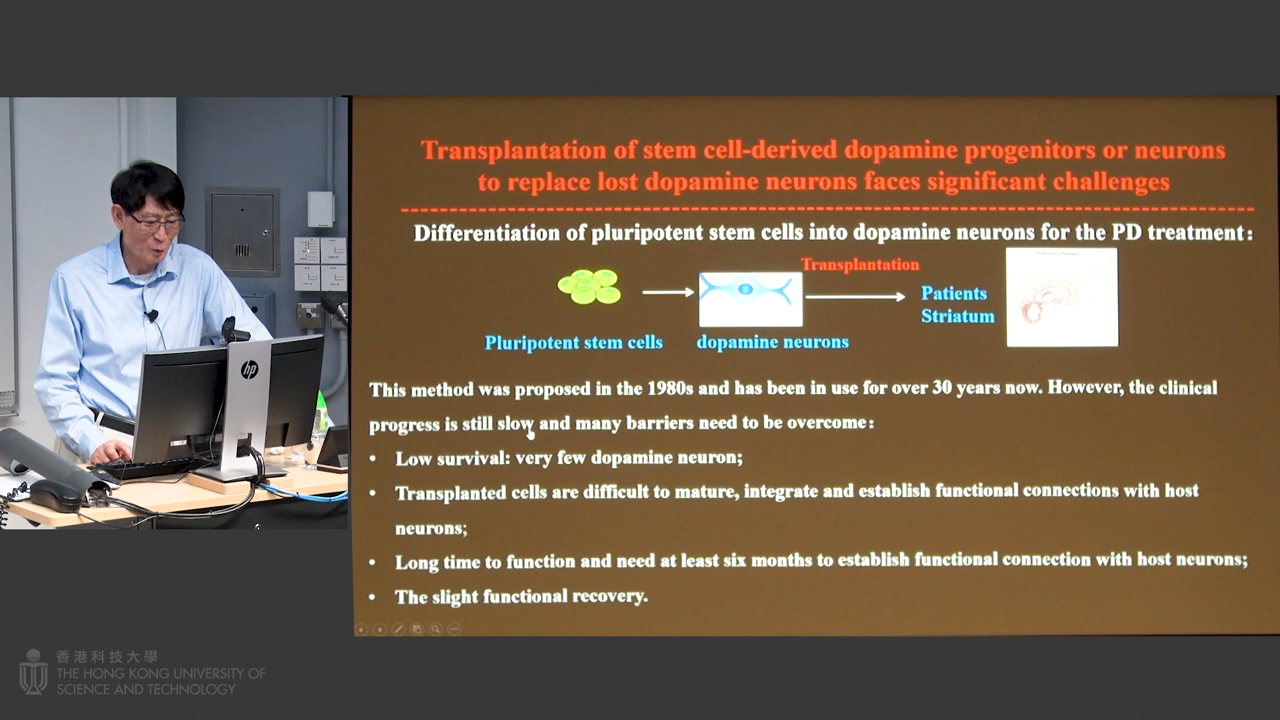 Transplantation of stem cell-derived dopamine progenitors or neurons
to replace lost dopamine neurons faces significant challenges
Differentiation of pluripotent stem cells into dopamine neurons for the PD treatment:
Transplantation
Patients
Striatum
Pluripotent stem cells
dopamine neurons
This method was proposed in the 1980s and has been in use for over 30 years now. However, the clinical
progress is still slow and many barriers need to be overcome:
• Low survival: very few dopamine neuron;
• Transplanted cells are difficult to mature, integrate and establish functional connections with host
neurons;
• Long time to function and need at least six months to establish functional connection with host neurons;
• The slight functional recovery.
hp
香港科技大學
THE HONG KONG UNIVERSITY OF
SCIENCE AND TECHNOLOGY